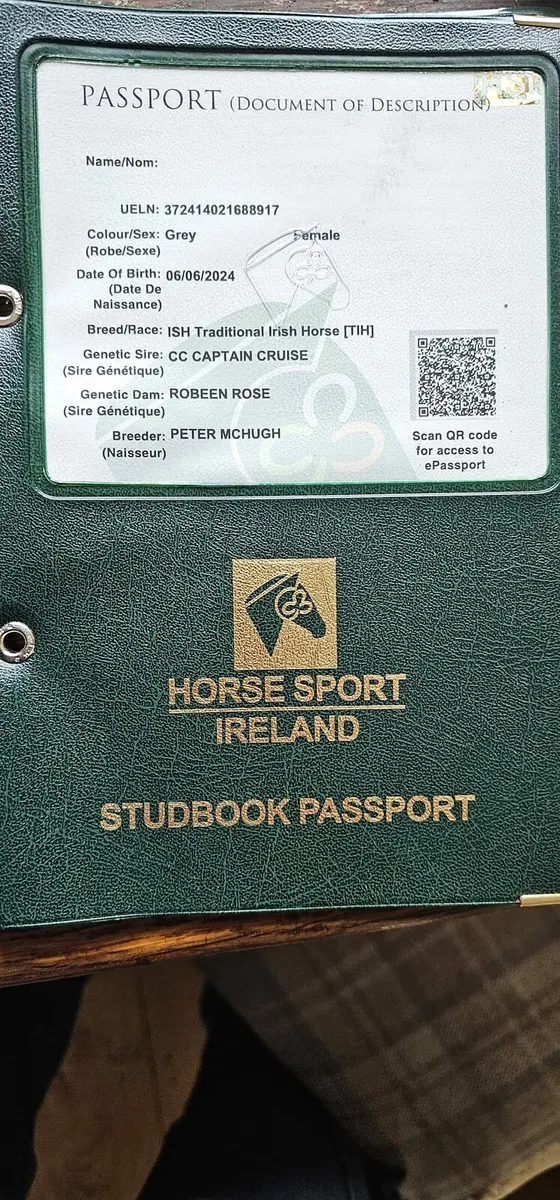 PASSPORT (DOCUMENT OF DESCRIPTION)
Name/Nom:
UELN: 372414021688917
Colour/Sex: Grey Female
(Robe/Sexe)
Date Of Birth: 06/06/2024
(Date De
Naissance)
Breed/Race: ISH Traditional Irish Horse [TIH]
Genetic Sire: CC CAPTAIN CRUISE
(Sire Génétique)
Genetic Dam: ROBEEN ROSE
(Sire Génétique)
Breeder: PETER MCHUGH
(Naisseur)
Scan QR code
for access to
ePassport
HORSE SPORT
IRELAND
STUDBOOK PASSPORT